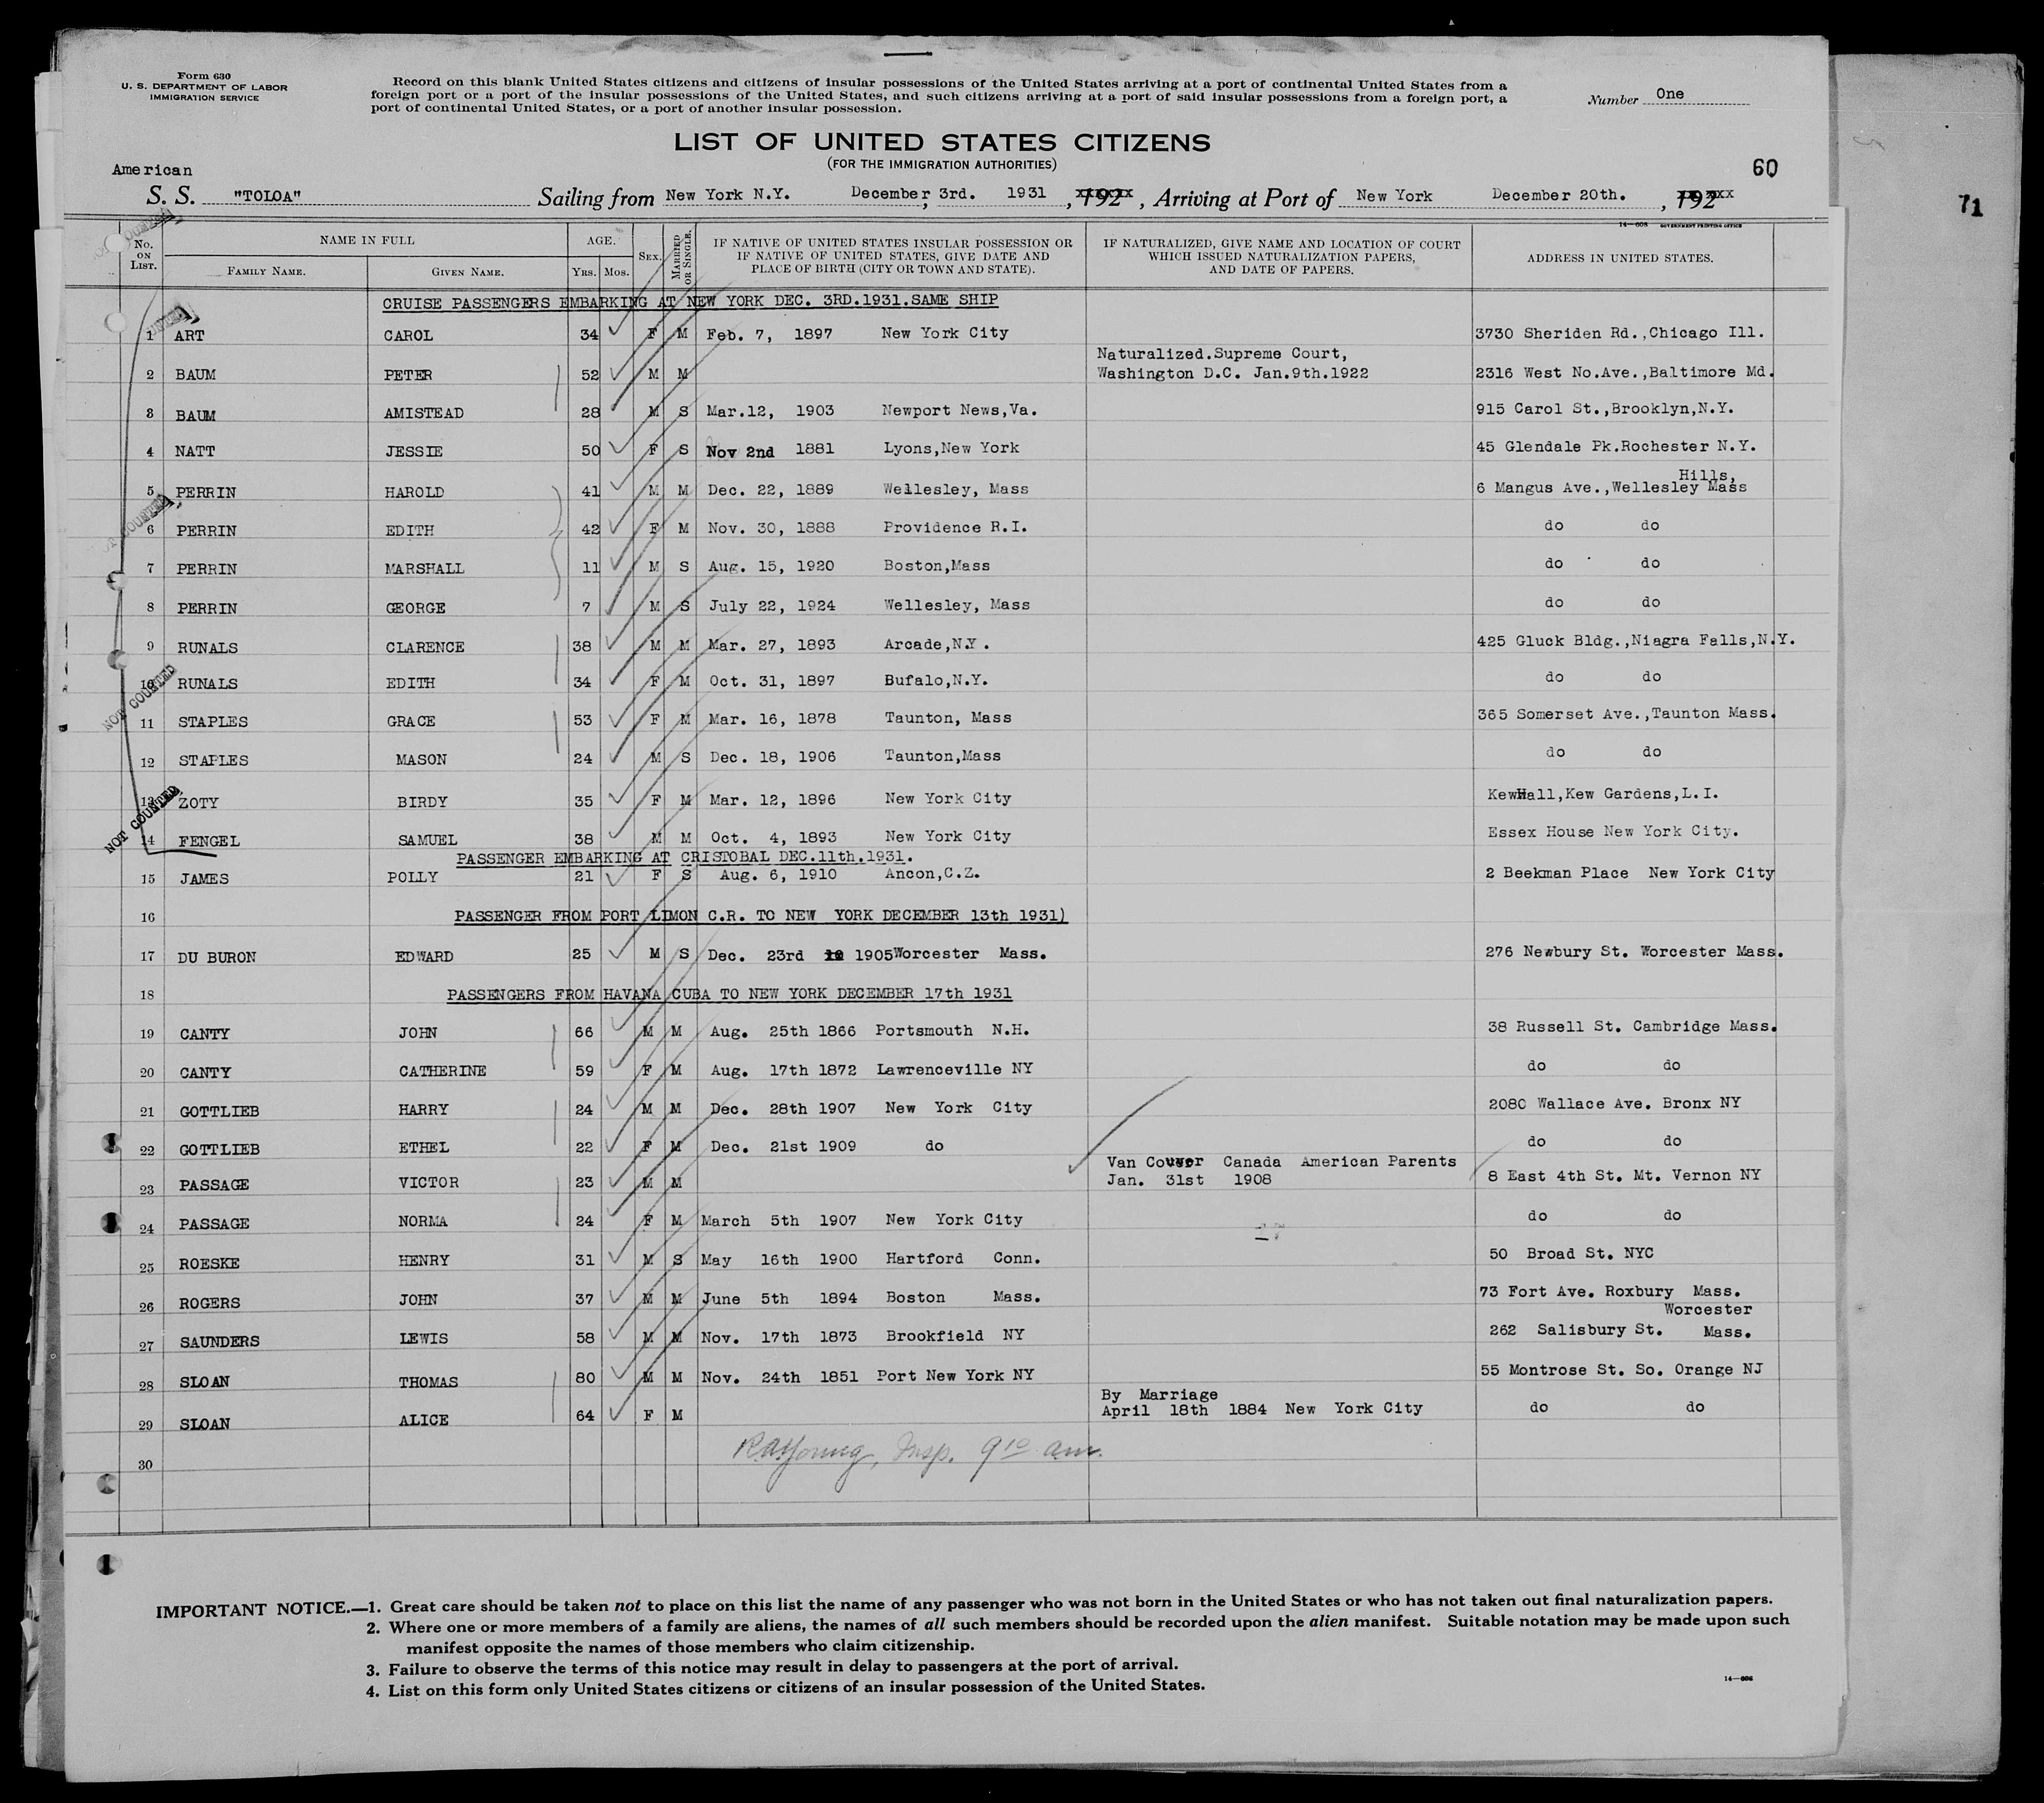 Form 630
U. S. DEPARTMENT OF LABOR
IMMIGRATION SERVICE
Record on this blank United States citizens and citizens of insular possessions of the United States arriving at a port of continental United States from a
foreign port or a port of the insular possessions of the United States, and such citizens arriving at a port of said insular possessions from a foreign port, a
port of continental United States, or a port of another insular possession.
Number One
LIST OF UNITED STATES CITIZENS
(FOR THE IMMIGRATION AUTHORITIES)
60
71
American
S. S. "TOLOA" Sailing from New York N.Y. December, 3rd. 1931, 192 , Arriving at Port of New York December 20th. , 192
14—608 GOVERNMENT PRINTING OFFICE
No. ON LIST. NAME IN FULL FAMILY NAME. GIVEN NAME. AGE. YRS. MOS. SEX. MARRIED OR SINGLE. IF NATIVE OF UNITED STATES INSULAR POSSESSION OR IF NATIVE OF UNITED STATES, GIVE DATE AND PLACE OF BIRTH (CITY OR TOWN AND STATE). IF NATURALIZED, GIVE NAME AND LOCATION OF COURT WHICH ISSUED NATURALIZATION PAPERS, AND DATE OF PAPERS. ADDRESS IN UNITED STATES.
CRUISE PASSENGERS EMBARKING AT NEW YORK DEC. 3RD.1931.SAME SHIP
1 ART CAROL 34 F M Feb. 7, 1897 New York City 3730 Sheriden Rd.,Chicago Ill.
Naturalized.Supreme Court,
2 BAUM PETER 52 M M Washington D.C. Jan.9th.1922 2316 West No.Ave.,Baltimore Md.
3 BAUM AMISTEAD 28 M S Mar.12, 1903 Newport News,Va. 915 Carol St.,Brooklyn,N.Y.
4 NATT JESSIE 50 F S Nov 2nd 1881 Lyons,New York 45 Glendale Pk.Rochester N.Y.
Hills,
5 PERRIN HAROLD 41 M M Dec. 22, 1889 Wellesley, Mass 6 Mangus Ave.,Wellesley Mass
6 PERRIN EDITH 42 F M Nov. 30, 1888 Providence R.I. do do
7 PERRIN MARSHALL 11 M S Aug. 15, 1920 Boston,Mass do do
8 PERRIN GEORGE 7 M S July 22, 1924 Wellesley, Mass do do
9 RUNALS CLARENCE 38 M M Mar. 27, 1893 Arcade,N.Y. 425 Gluck Bldg.,Niagra Falls,N.Y.
10 RUNALS EDITH 34 F M Oct. 31, 1897 Bufalo,N.Y. do do
NOT COUNTED
11 STAPLES GRACE 53 F M Mar. 16, 1878 Taunton, Mass 365 Somerset Ave.,Taunton Mass.
12 STAPLES MASON 24 M S Dec. 18, 1906 Taunton,Mass do do
13 ZOTY BIRDY 35 F M Mar. 12, 1896 New York City KewHall,Kew Gardens,L.I.
NOT COUNTED
14 FENGEL SAMUEL 38 M M Oct. 4, 1893 New York City Essex House New York City.
PASSENGER EMBARKING AT CRISTOBAL DEC.11th.1931.
15 JAMES POLLY 21 F S Aug. 6, 1910 Ancon,C.Z. 2 Beekman Place New York City
16 PASSENGER FROM PORT LIMON C.R. TO NEW YORK DECEMBER 13th 1931)
17 DU BURON EDWARD 25 M S Dec. 23rd 1905Worcester Mass. 276 Newbury St. Worcester Mass.
18 PASSENGERS FROM HAVANA CUBA TO NEW YORK DECEMBER 17th 1931
19 CANTY JOHN 66 M M Aug. 25th 1866 Portsmouth N.H. 38 Russell St. Cambridge Mass.
20 CANTY CATHERINE 59 F M Aug. 17th 1872 Lawrenceville NY do do
21 GOTTLIEB HARRY 24 M M Dec. 28th 1907 New York City 2080 Wallace Ave. Bronx NY
22 GOTTLIEB ETHEL 22 F M Dec. 21st 1909 do do do
Van Couver Canada American Parents
23 PASSAGE VICTOR 23 M M Jan. 31st 1908 8 East 4th St. Mt. Vernon NY
24 PASSAGE NORMA 24 F M March 5th 1907 New York City do do
25 ROESKE HENRY 31 M S May 16th 1900 Hartford Conn. 50 Broad St. NYC
26 ROGERS JOHN 37 M M June 5th 1894 Boston Mass. 73 Fort Ave. Roxbury Mass.
Worcester
27 SAUNDERS LEWIS 58 M M Nov. 17th 1873 Brookfield NY 262 Salisbury St. Mass.
28 SLOAN THOMAS 80 M M Nov. 24th 1851 Port New York NY 55 Montrose St. So. Orange NJ
By Marriage
29 SLOAN ALICE 64 F M April 18th 1884 New York City do do
30 Young, Insp. 9 10 am.
IMPORTANT NOTICE.—1. Great care should be taken not to place on this list the name of any passenger who was not born in the United States or who has not taken out final naturalization papers.
2. Where one or more members of a family are aliens, the names of all such members should be recorded upon the alien manifest. Suitable notation may be made upon such
manifest opposite the names of those members who claim citizenship.
3. Failure to observe the terms of this notice may result in delay to passengers at the port of arrival.
4. List on this form only United States citizens or citizens of an insular possession of the United States.
14—608